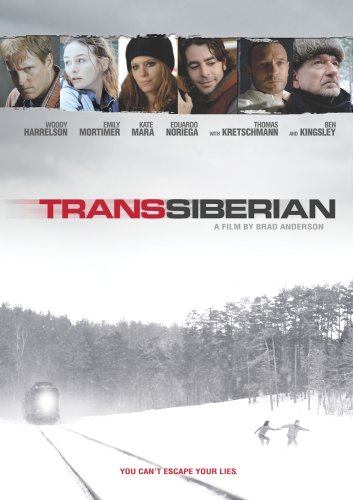 WOODY HARRELSON EMILY MORTIMER KATE MARA EDUARDO NORIEGA WITH THOMAS KRETSCHMANN AND BEN KINGSLEY
TRANSSIBERIAN
A FILM BY BRAD ANDERSON
YOU CAN'T ESCAPE YOUR LIES.